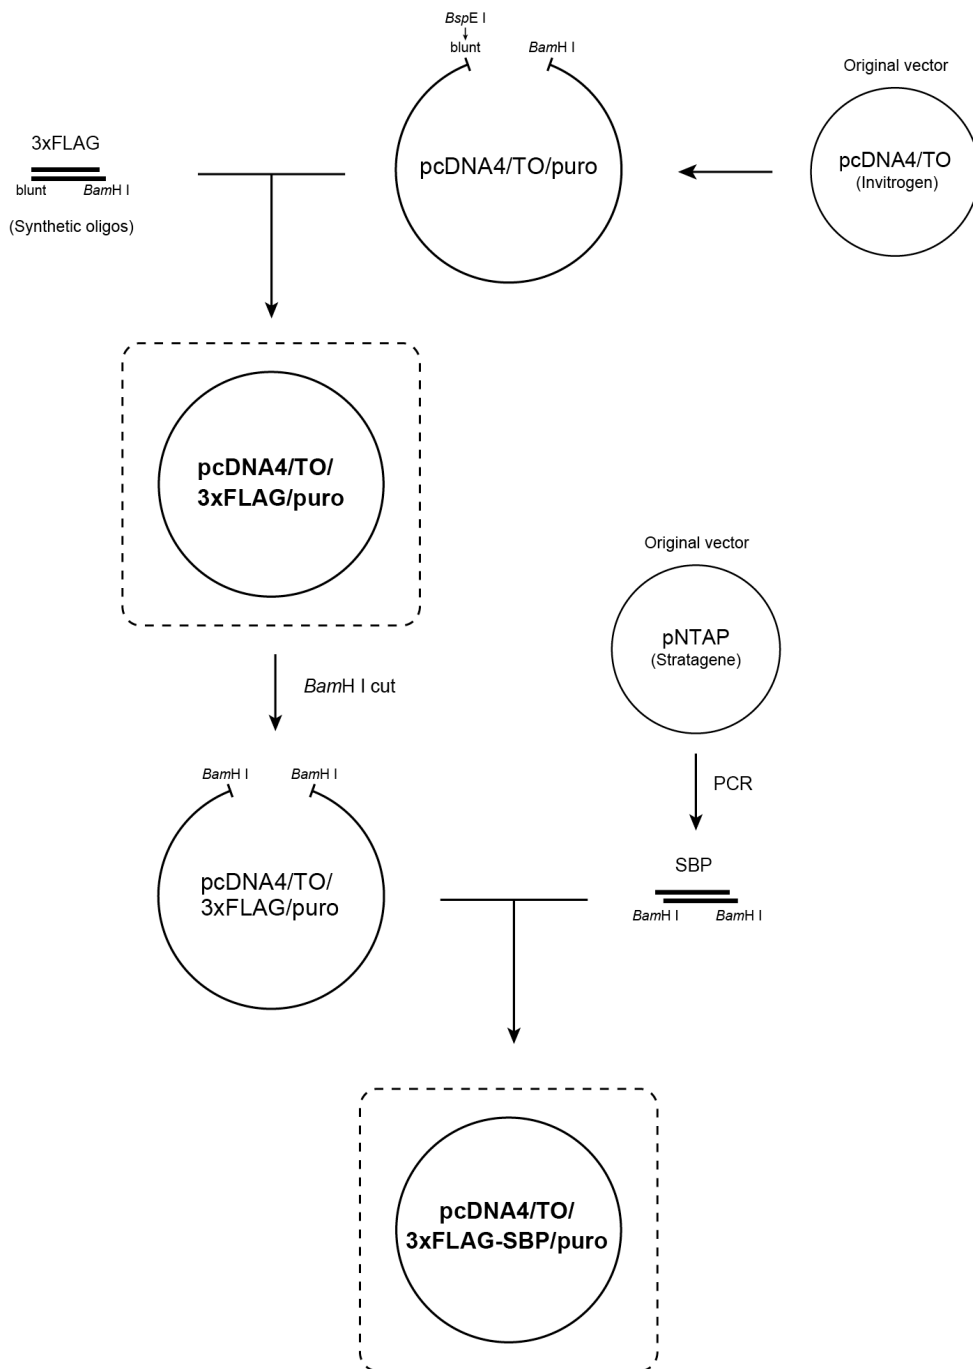 BspE I
blunt
BamH I
Original vector
pcDNA4/TO
(Invitrogen)
pcDNA4/TO/puro
3xFLAG
blunt
BamH I
(Synthetic oligos)
pcDNA4/TO/
3xFLAG/puro
Original vector
pNTAP
(Stratagene)
BamH I cut
PCR
BamH I
BamH I
pcDNA4/TO/
3xFLAG/puro
SBP
BamH I
BamH I
pcDNA4/TO/
3xFLAG-SBP/puro